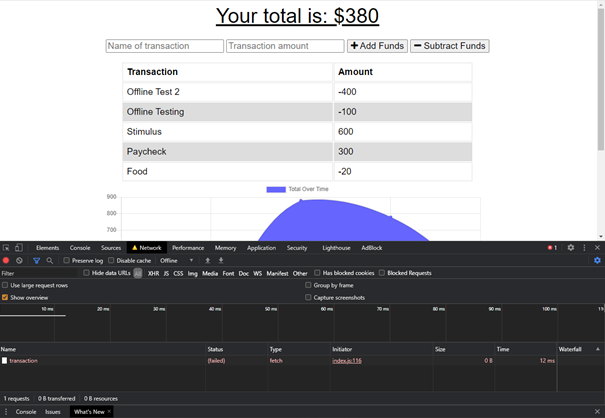 Your total is: $380
Name of transaction Transaction amount + Add Funds − Subtract Funds
Transaction Amount
Offline Test 2 -400
Offline Testing -100
Stimulus 600
Paycheck 300
Food -20
Total Over Time
900
800
700
Elements Console Sources Network Performance Memory Application Security Lighthouse AdBlock 1
Preserve log Disable cache Offline
Filter Hide data URLs All XHR JS CSS Img Media Font Doc WS Manifest Other Has blocked cookies Blocked Requests
Use large request rows Group by frame
Show overview Capture screenshots
10 ms 20 ms 30 ms 40 ms 50 ms 60 ms 70 ms 80 ms 90 ms 100 ms
Name Status Type Initiator Size Time Waterfall
transaction (failed) fetch index.js:116 0 B 12 ms
1 requests 0 B transferred 0 B resources
Console Issues What's New ×